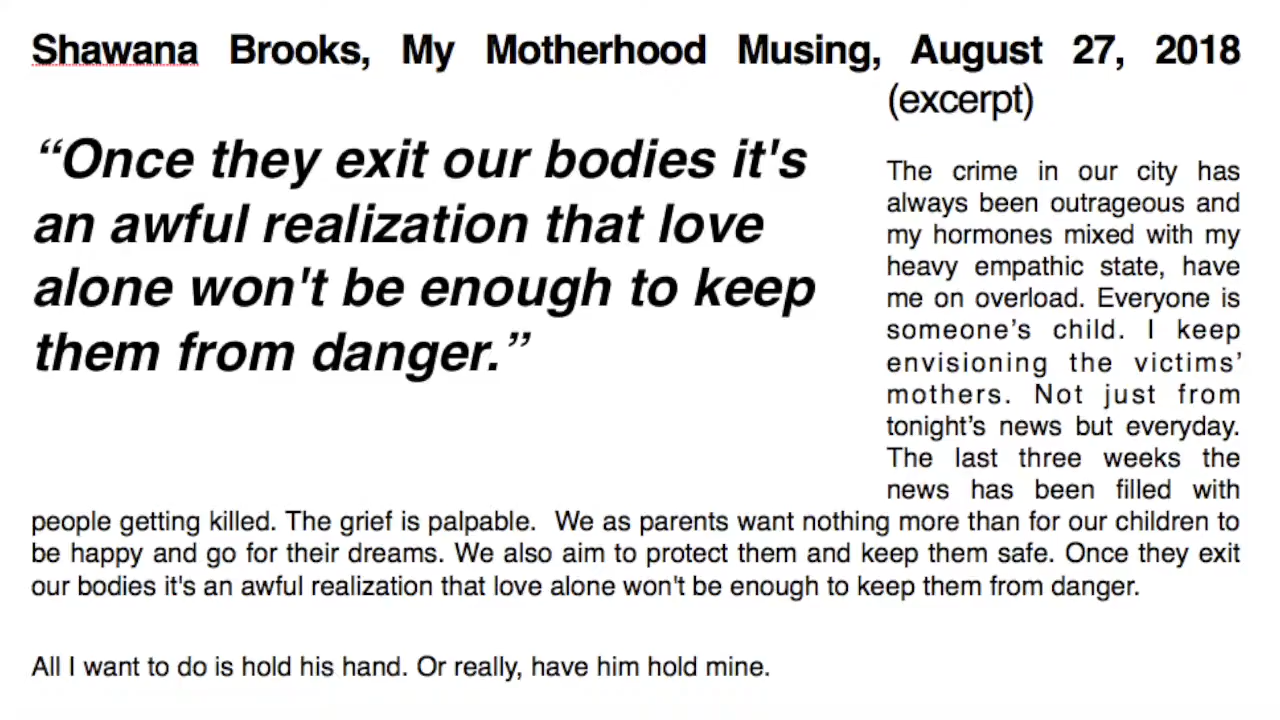 Shawana Brooks, My Motherhood Musing, August 27, 2018
(excerpt)
“Once they exit our bodies it's
an awful realization that love
alone won't be enough to keep
them from danger.”
The crime in our city has
always been outrageous and
my hormones mixed with my
heavy empathic state, have
me on overload. Everyone is
someone’s child. I keep
envisioning the victims’
mothers. Not just from
tonight’s news but everyday.
The last three weeks the
news has been filled with
people getting killed. The grief is palpable.  We as parents want nothing more than for our children to
be happy and go for their dreams. We also aim to protect them and keep them safe. Once they exit
our bodies it's an awful realization that love alone won't be enough to keep them from danger.
All I want to do is hold his hand. Or really, have him hold mine.